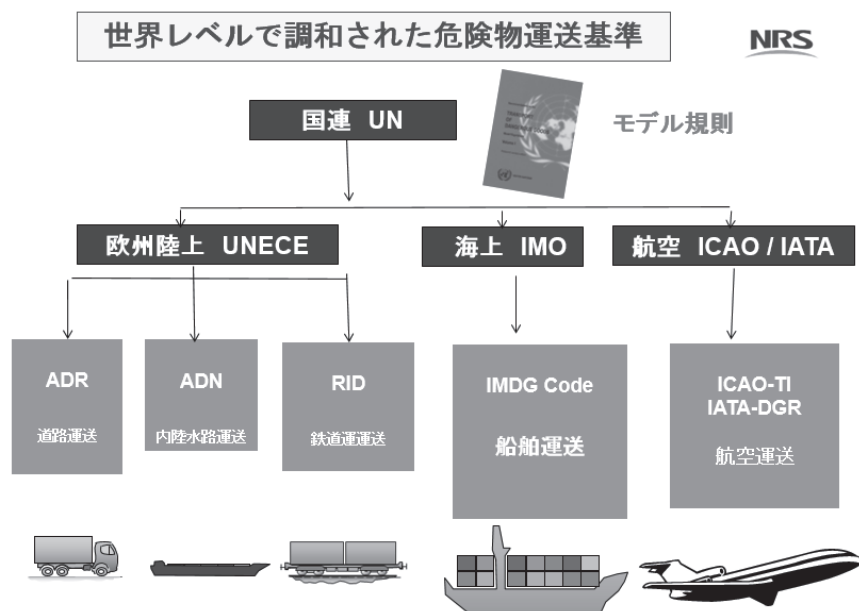 世界レベルで調和された危険物運送基準
NRS
国連 UN
モデル規則
欧州陸上 UNECE
海上 IMO
航空 ICAO / IATA
ADR
道路運送
ADN
内陸水路運送
RID
鉄道運運送
IMDG Code
船舶運送
ICAO-TI
IATA-DGR
航空運送